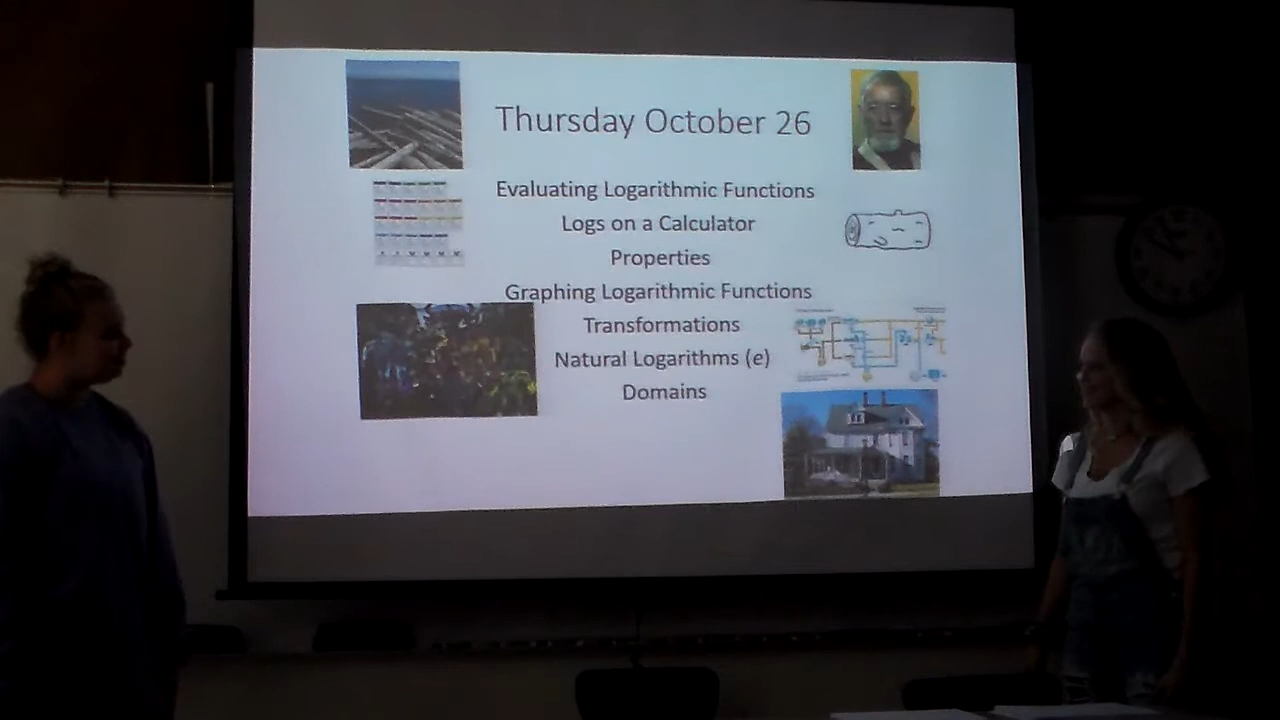 Thursday October 26
Evaluating Logarithmic Functions
Logs on a Calculator
Properties
Graphing Logarithmic Functions
Transformations
Natural Logarithms (e)
Domains